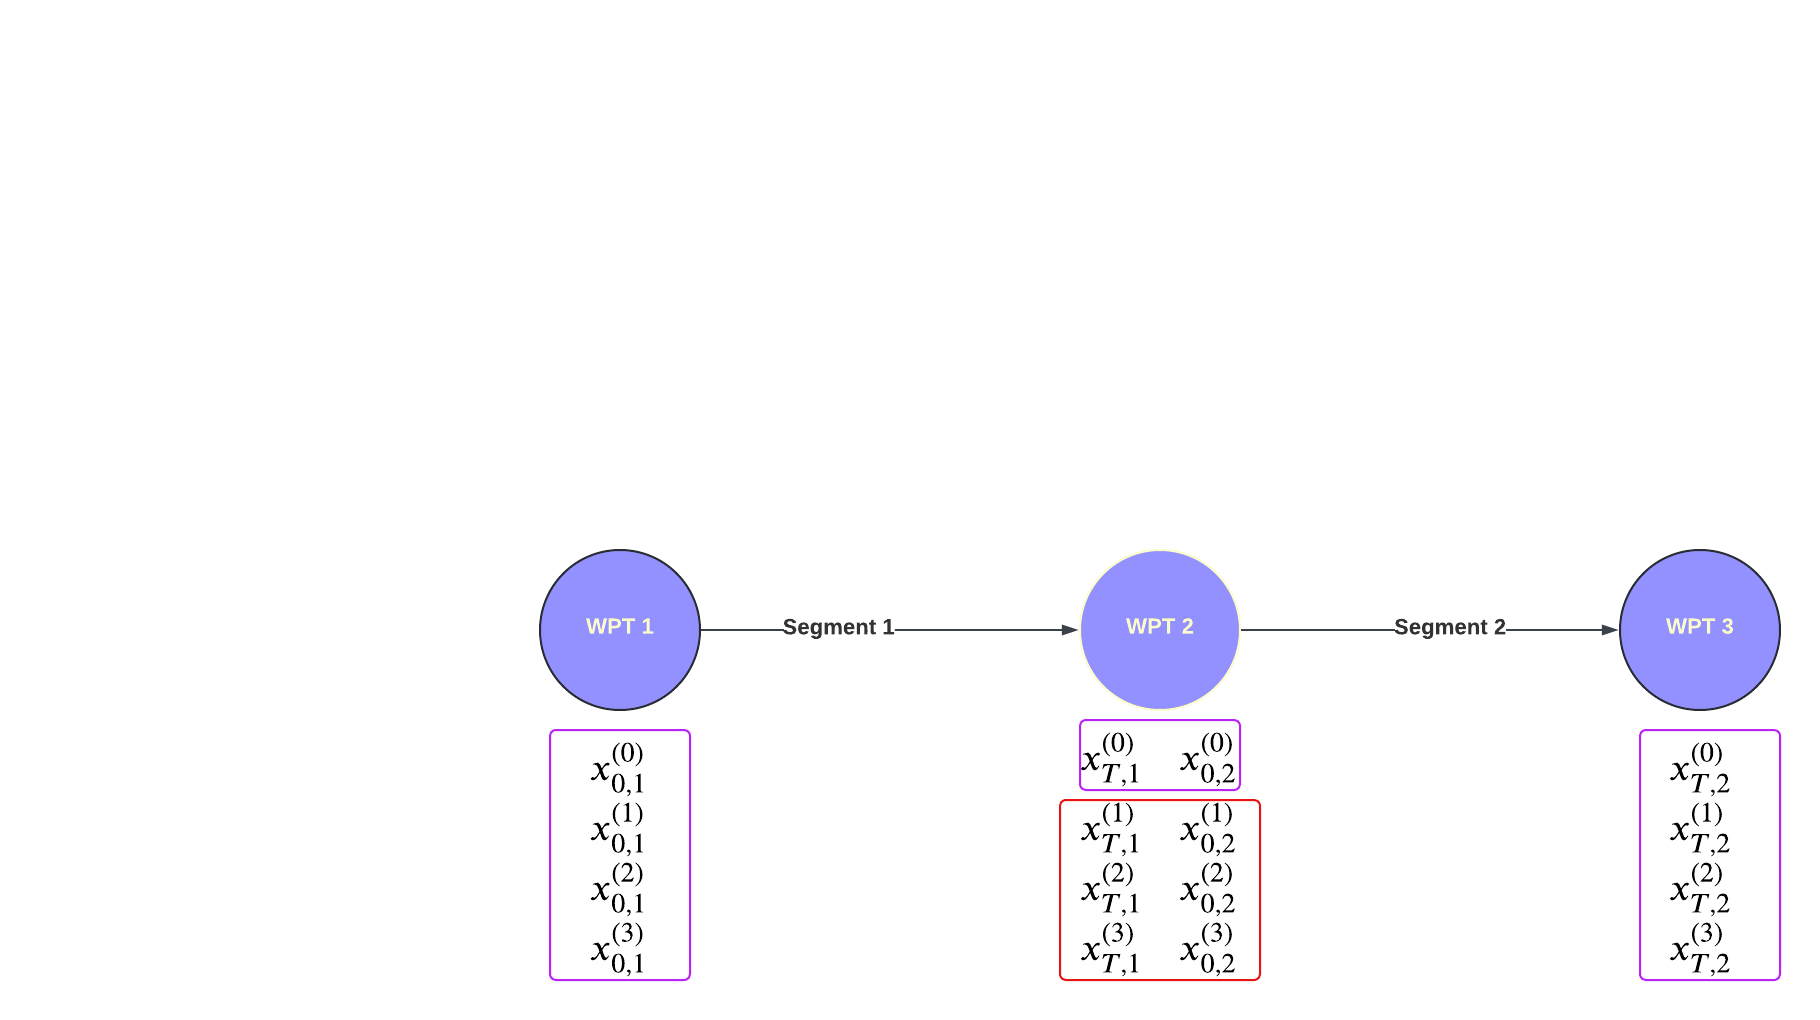 WPT 1 Segment 1 WPT 2 Segment 2 WPT 3
x_{0,1}^{(0)} x_{T,1}^{(0)} x_{0,2}^{(0)} x_{T,2}^{(0)}
x_{0,1}^{(1)} x_{T,1}^{(1)} x_{0,2}^{(1)} x_{T,2}^{(1)}
x_{0,1}^{(2)} x_{T,1}^{(2)} x_{0,2}^{(2)} x_{T,2}^{(2)}
x_{0,1}^{(3)} x_{T,1}^{(3)} x_{0,2}^{(3)} x_{T,2}^{(3)}